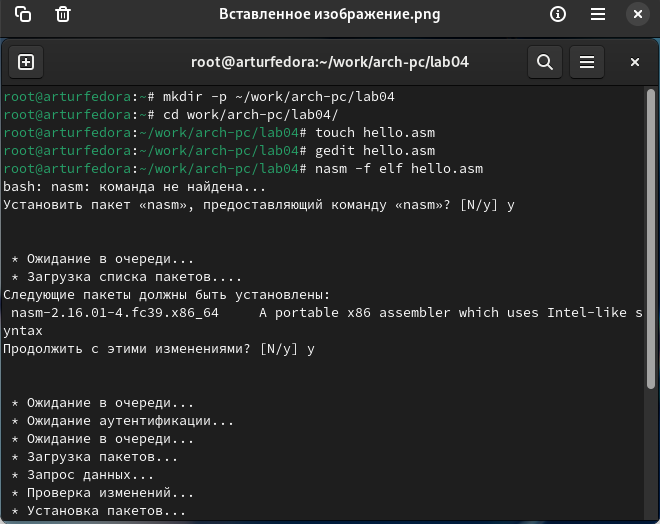 Вставленное изображение.png
root@arturfedora:~/work/arch-pc/lab04
root@arturfedora:~# mkdir -p ~/work/arch-pc/lab04
root@arturfedora:~# cd work/arch-pc/lab04/
root@arturfedora:~/work/arch-pc/lab04# touch hello.asm
root@arturfedora:~/work/arch-pc/lab04# gedit hello.asm
root@arturfedora:~/work/arch-pc/lab04# nasm -f elf hello.asm
bash: nasm: команда не найдена...
Установить пакет «nasm», предоставляющий команду «nasm»? [N/y] y
* Ожидание в очереди...
* Загрузка списка пакетов....
Следующие пакеты должны быть установлены:
nasm-2.16.01-4.fc39.x86_64     A portable x86 assembler which uses Intel-like s
yntax
Продолжить с этими изменениями? [N/y] y
* Ожидание в очереди...
* Ожидание аутентификации...
* Ожидание в очереди...
* Загрузка пакетов...
* Запрос данных...
* Проверка изменений...
* Установка пакетов...